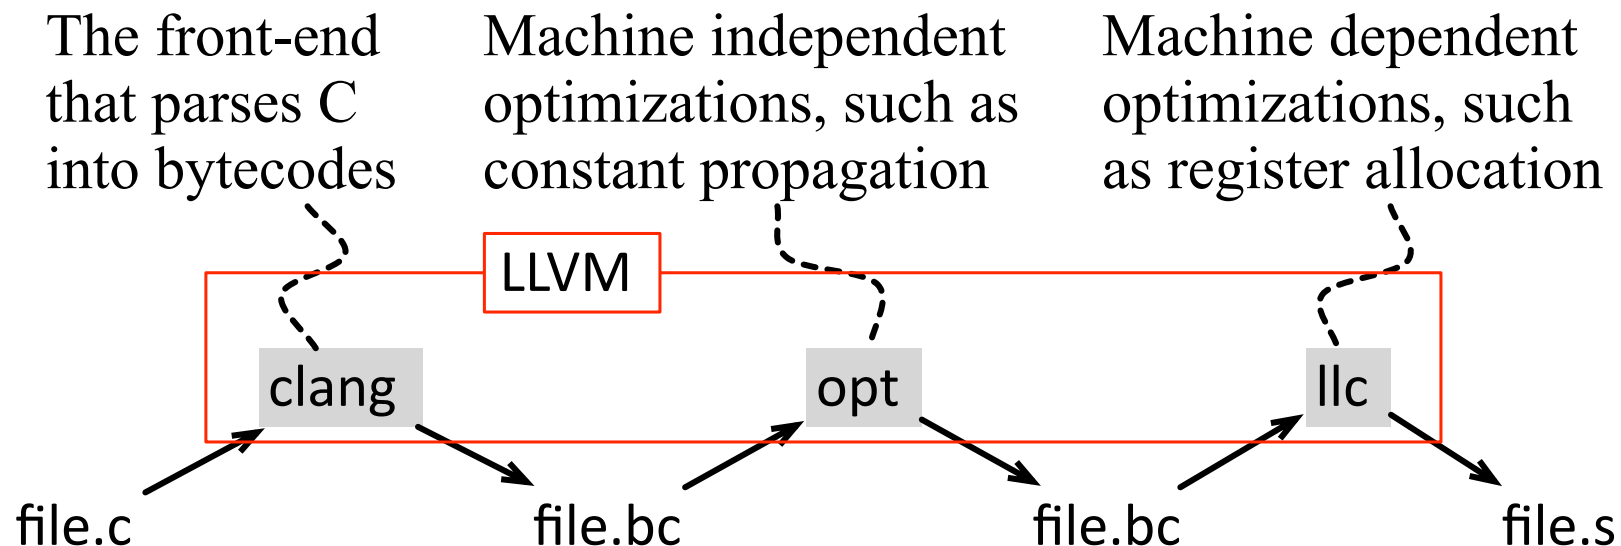 The front-end
that parses C
into bytecodes
Machine independent
optimizations, such as
constant propagation
Machine dependent
optimizations, such
as register allocation
LLVM
clang
opt
llc
file.c
file.bc
file.bc
file.s